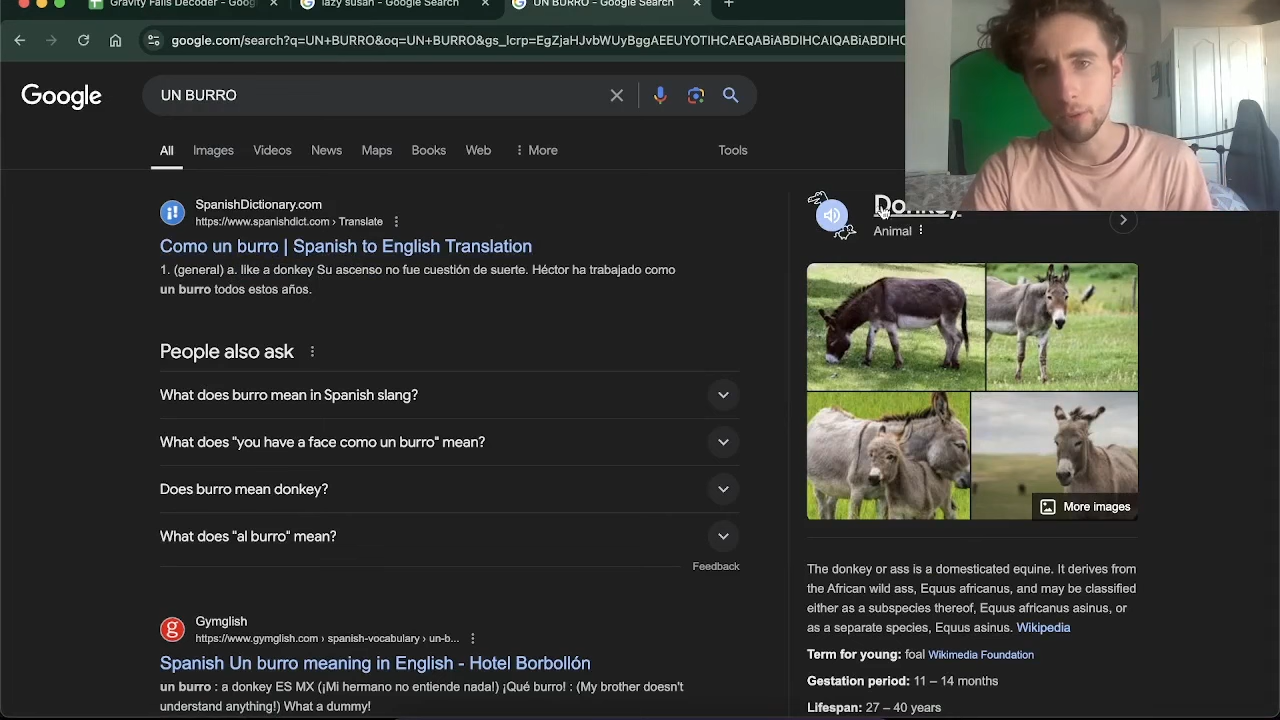 Gravity Falls Decoder - Goog
lazy susan - Google Search
UN BURRO - Google Search
google.com/search?q=UN+BURRO&oq=UN+BURRO&gs_lcrp=EgZjaHJvbWUyBggAEEUYOTIHCAEQABiABDIHCAIQABiABDIHC
Google
UN BURRO
All
Images
Videos
News
Maps
Books
Web
More
Tools
SpanishDictionary.com
https://www.spanishdict.com › Translate
Como un burro | Spanish to English Translation
1. (general) a. like a donkey Su ascenso no fue cuestión de suerte. Héctor ha trabajado como
un burro todos estos años.
People also ask
What does burro mean in Spanish slang?
What does "you have a face como un burro" mean?
Does burro mean donkey?
What does "al burro" mean?
Feedback
Gymglish
https://www.gymglish.com › spanish-vocabulary › un-b...
Spanish Un burro meaning in English - Hotel Borbollón
un burro : a donkey ES MX (¡Mi hermano no entiende nada!) ¡Qué burro! : (My brother doesn't
understand anything!) What a dummy!
Donkey
Animal
More images
The donkey or ass is a domesticated equine. It derives from
the African wild ass, Equus africanus, and may be classified
either as a subspecies thereof, Equus africanus asinus, or
as a separate species, Equus asinus. Wikipedia
Term for young: foal Wikimedia Foundation
Gestation period: 11 – 14 months
Lifespan: 27 – 40 years